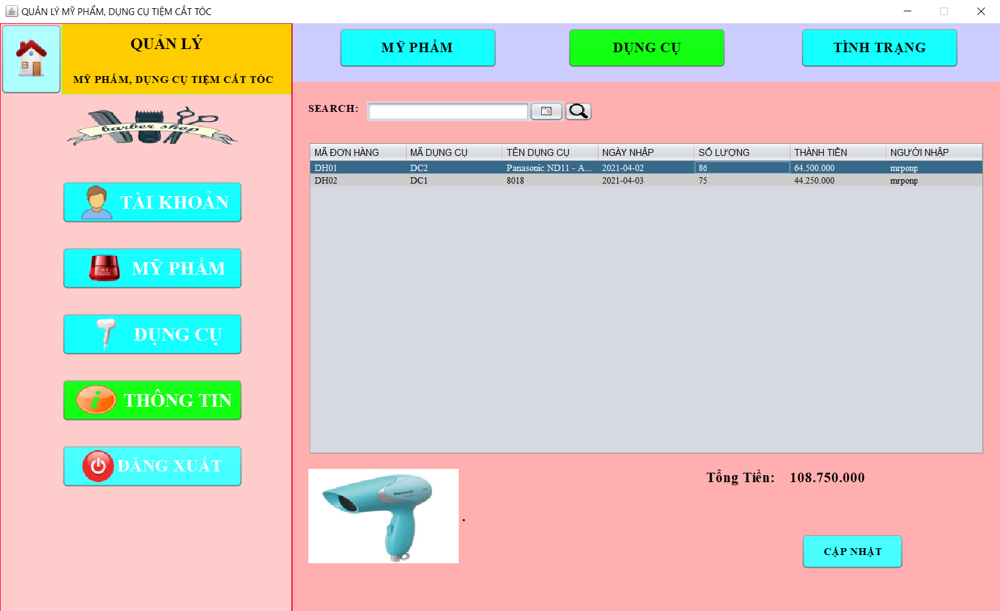 QUẢN LÝ MỸ PHẨM, DỤNG CỤ TIỆM CẮT TÓC
QUẢN LÝ
MỸ PHẨM, DỤNG CỤ TIỆM CẮT TÓC
barber shop
TÀI KHOẢN
MỸ PHẨM
DỤNG CỤ
THÔNG TIN
ĐĂNG XUẤT
MỸ PHẨM DỤNG CỤ TÌNH TRẠNG
SEARCH:
MÃ ĐƠN HÀNG MÃ DỤNG CỤ TÊN DỤNG CỤ NGÀY NHẬP SỐ LƯỢNG THÀNH TIỀN NGƯỜI NHẬP
DH01 DC2 Panasonic ND11 - A... 2021-04-02 86 64.500.000 mrponp
DH02 DC1 8018 2021-04-03 75 44.250.000 mrponp
Panasonic
.
Tổng Tiền: 108.750.000
CẬP NHẬT